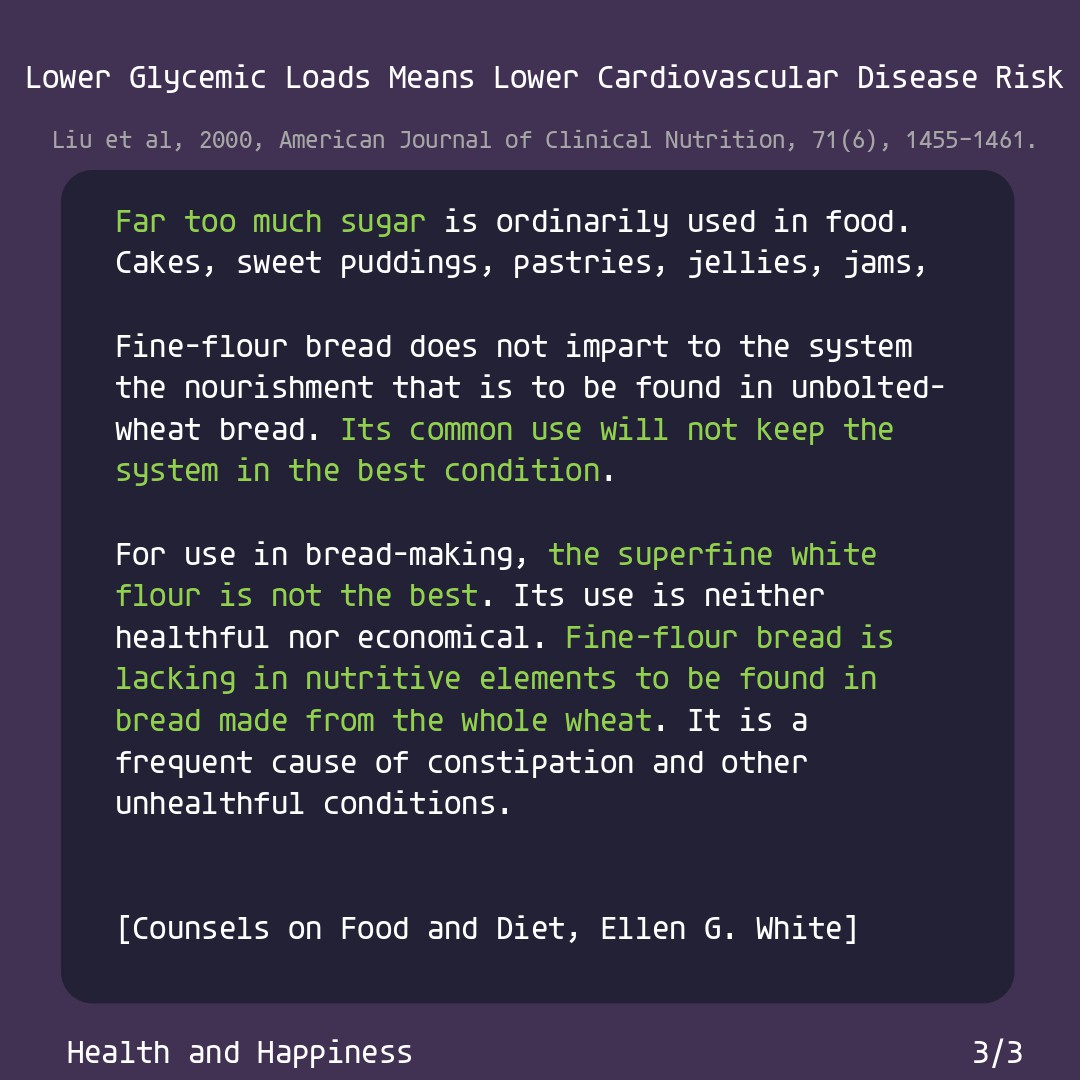 Lower Glycemic Loads Means Lower Cardiovascular Disease Risk
Liu et al, 2000, American Journal of Clinical Nutrition, 71(6), 1455-1461.
Far too much sugar is ordinarily used in food.
Cakes, sweet puddings, pastries, jellies, jams,
Fine-flour bread does not impart to the system
the nourishment that is to be found in unbolted-
wheat bread. Its common use will not keep the
system in the best condition.
For use in bread-making, the superfine white
flour is not the best. Its use is neither
healthful nor economical. Fine-flour bread is
lacking in nutritive elements to be found in
bread made from the whole wheat. It is a
frequent cause of constipation and other
unhealthful conditions.
[Counsels on Food and Diet, Ellen G. White]
Health and Happiness
3/3